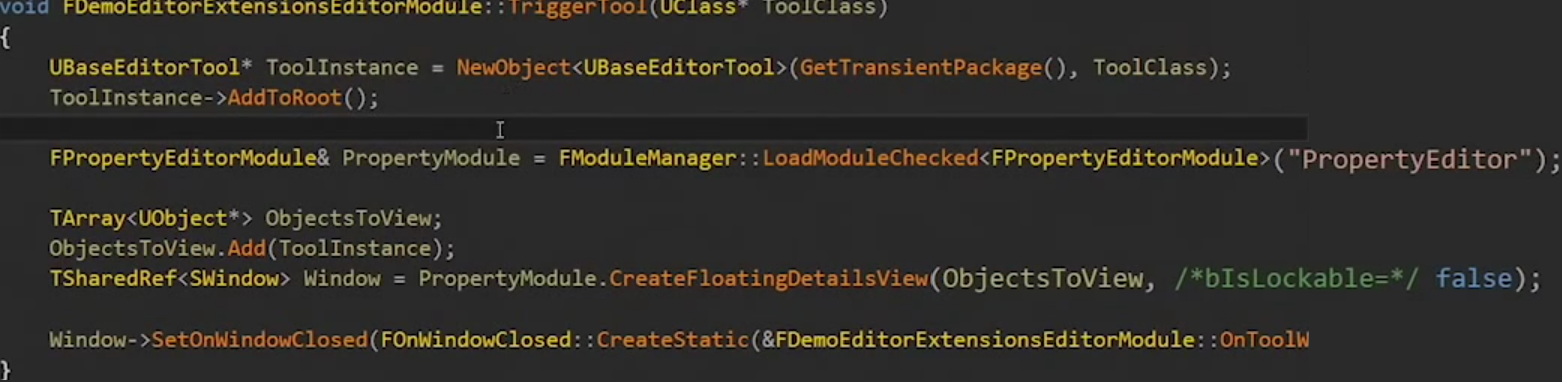 void FDemoEditorExtensionsEditorModule::TriggerTool(UClass* ToolClass)
{
UBaseEditorTool* ToolInstance = NewObject<UBaseEditorTool>(GetTransientPackage(), ToolClass);
ToolInstance->AddToRoot();
FPropertyEditorModule& PropertyModule = FModuleManager::LoadModuleChecked<FPropertyEditorModule>("PropertyEditor");
TArray<UObject*> ObjectsToView;
ObjectsToView.Add(ToolInstance);
TSharedRef<SWindow> Window = PropertyModule.CreateFloatingDetailsView(ObjectsToView, /*bIsLockable=*/ false);
Window->SetOnWindowClosed(FOnWindowClosed::CreateStatic(&FDemoEditorExtensionsEditorModule::OnToolW
}